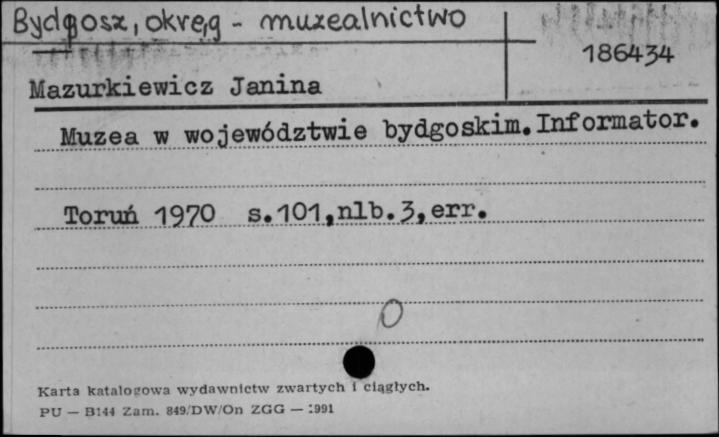 Bydgosz, okręg - muzealnictwo
186434
Mazurkiewicz Janina
Muzea w województwie bydgoskim. Informator.
Toruń 1970 s.101,nlb.3,err.
0
Karta katalogowa wydawnictw zwartych i ciągłych.
PU — B144 Zam. 849/DW/On ZGG — 1991